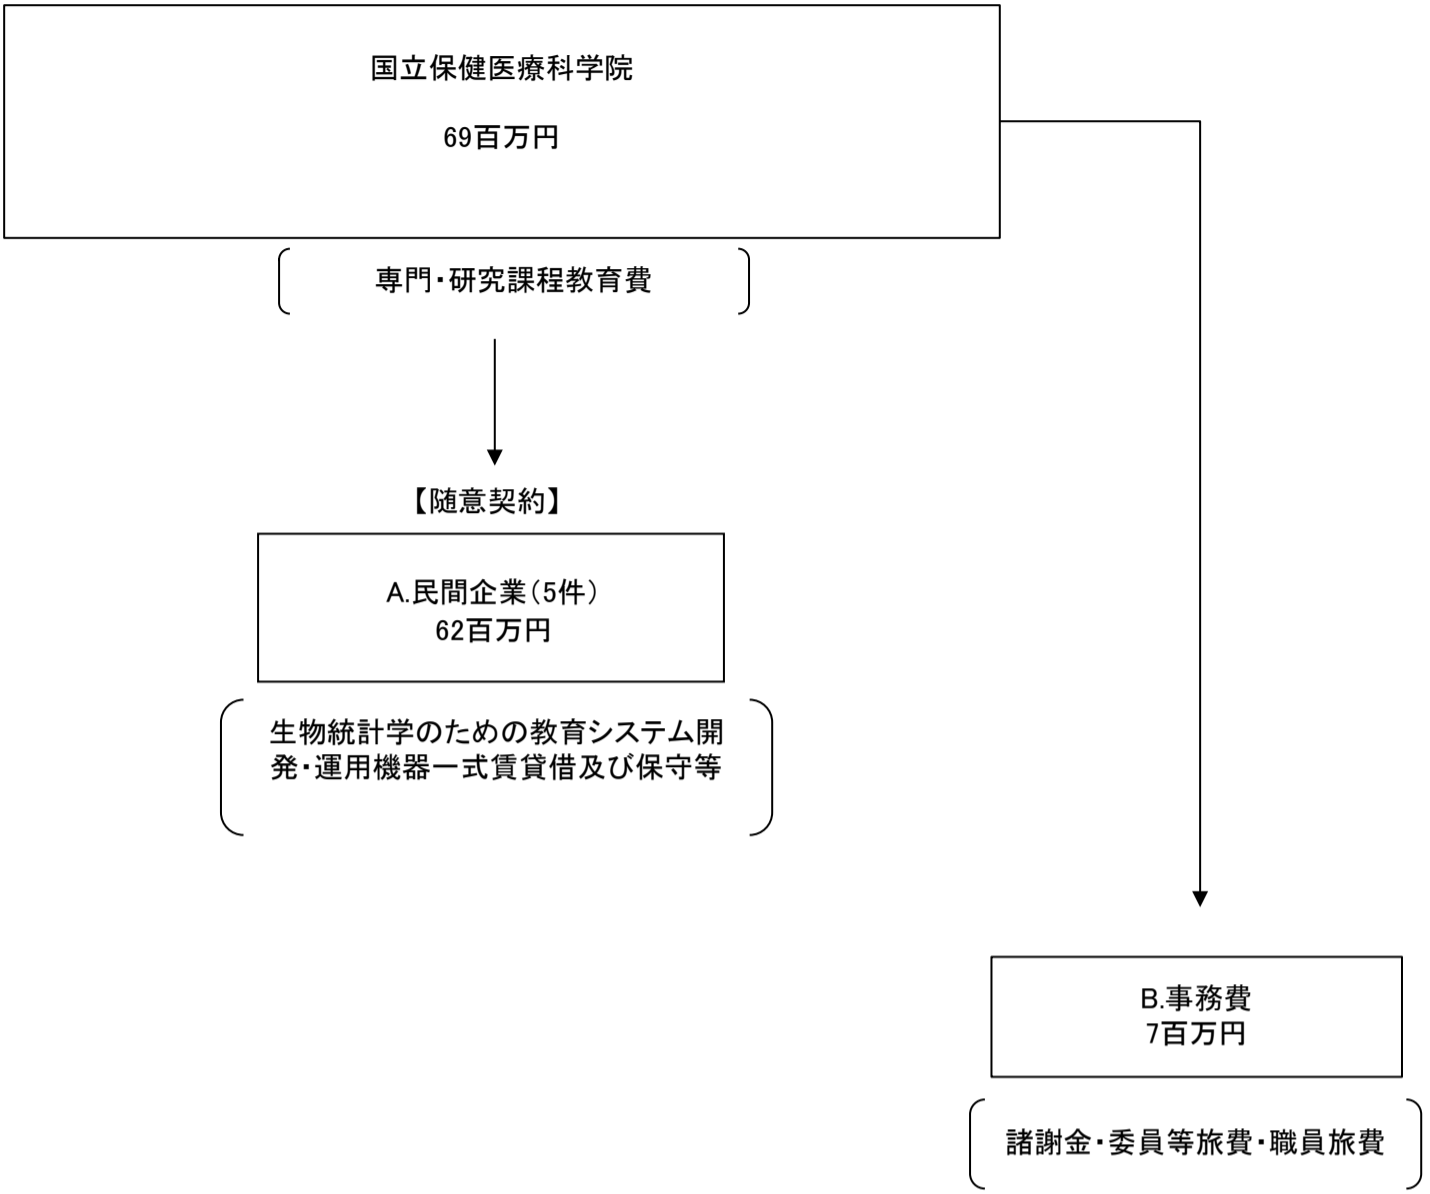 国立保健医療科学院
69百万円
専門・研究課程教育費
【随意契約】
A.民間企業（5件）
62百万円
生物統計学のための教育システム開
発・運用機器一式賃貸借及び保守等
B.事務費
7百万円
諸謝金・委員等旅費・職員旅費